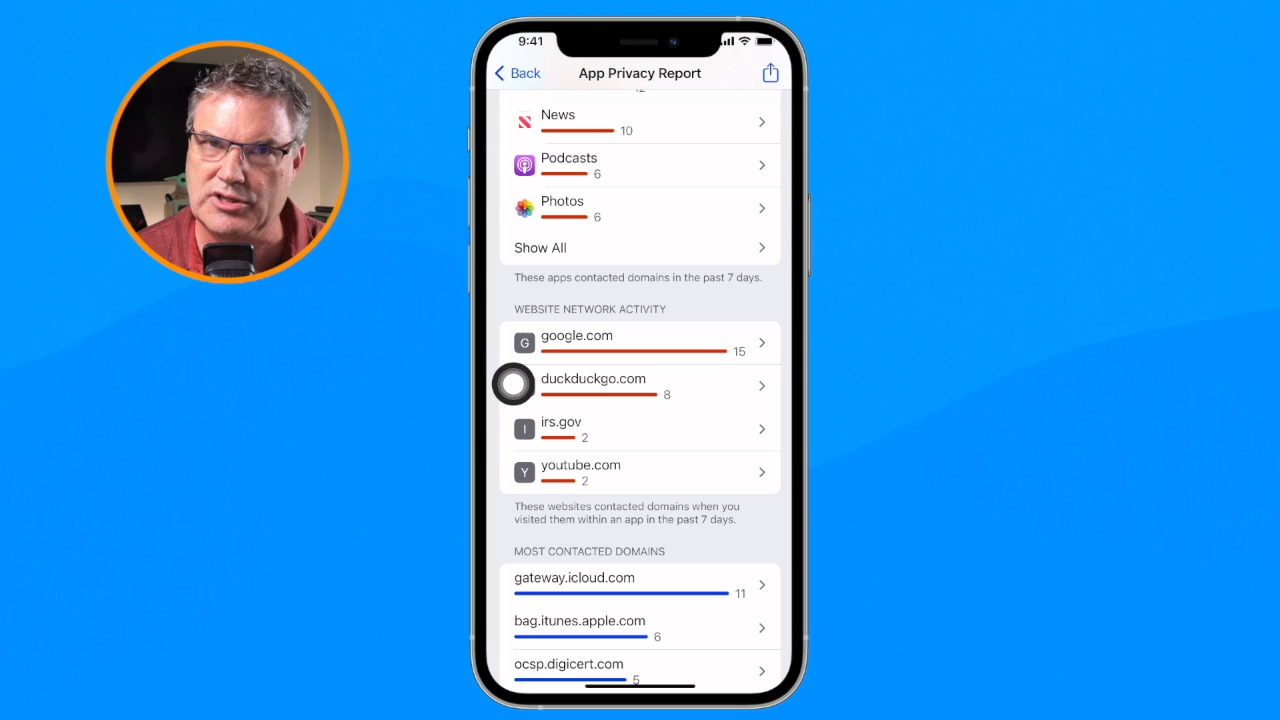 9:41
Back
App Privacy Report
12
News
10
Podcasts
6
Photos
6
Show All
These apps contacted domains in the past 7 days.
WEBSITE NETWORK ACTIVITY
G
google.com
15
duckduckgo.com
8
I
irs.gov
2
Y
youtube.com
2
These websites contacted domains when you
visited them within an app in the past 7 days.
MOST CONTACTED DOMAINS
gateway.icloud.com
11
bag.itunes.apple.com
6
ocsp.digicert.com
5